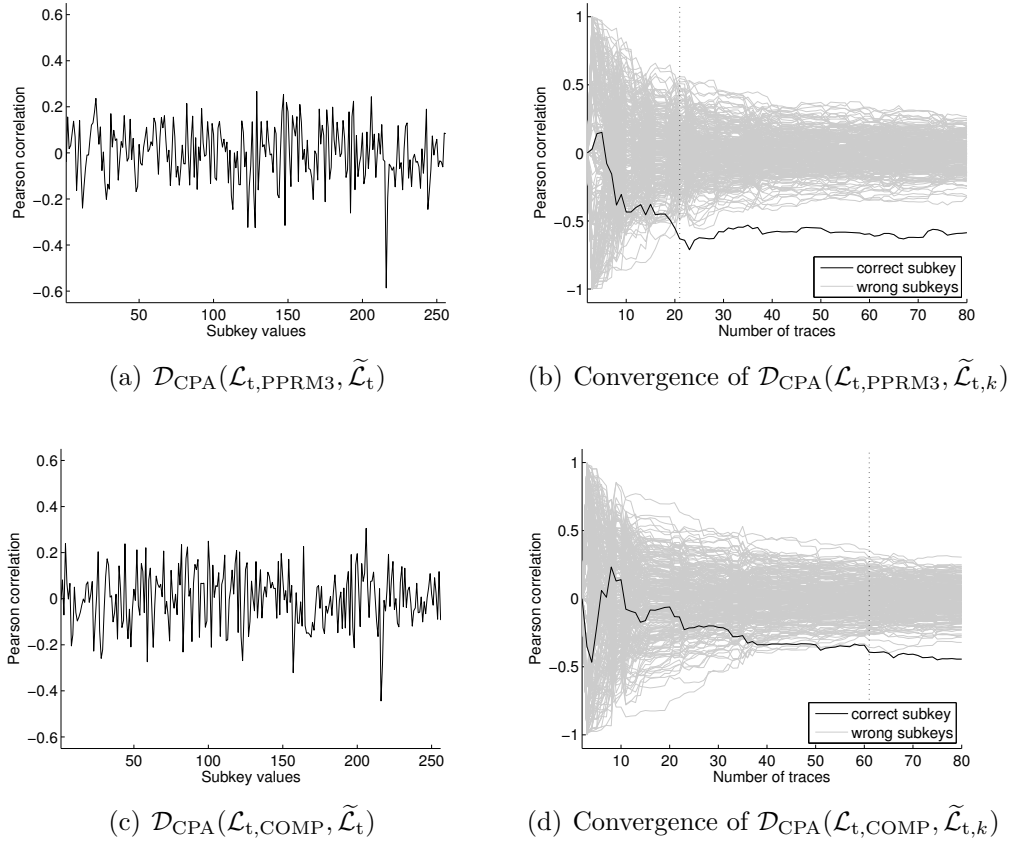 0.6
0.4
0.2
0
−0.2
−0.4
−0.6
50 100 150 200 250
Subkey values
Pearson correlation
(a) 𝒟CPA(ℒt,PPRM3, ℒ̃t)
1
0.5
0
−0.5
−1
10 20 30 40 50 60 70 80
Number of traces
Pearson correlation
correct subkey
wrong subkeys
(b) Convergence of 𝒟CPA(ℒt,PPRM3, ℒ̃t,k)
0.6
0.4
0.2
0
−0.2
−0.4
−0.6
50 100 150 200 250
Subkey values
Pearson correlation
(c) 𝒟CPA(ℒt,COMP, ℒ̃t)
1
0.5
0
−0.5
−1
10 20 30 40 50 60 70 80
Number of traces
Pearson correlation
correct subkey
wrong subkeys
(d) Convergence of 𝒟CPA(ℒt,COMP, ℒ̃t,k)